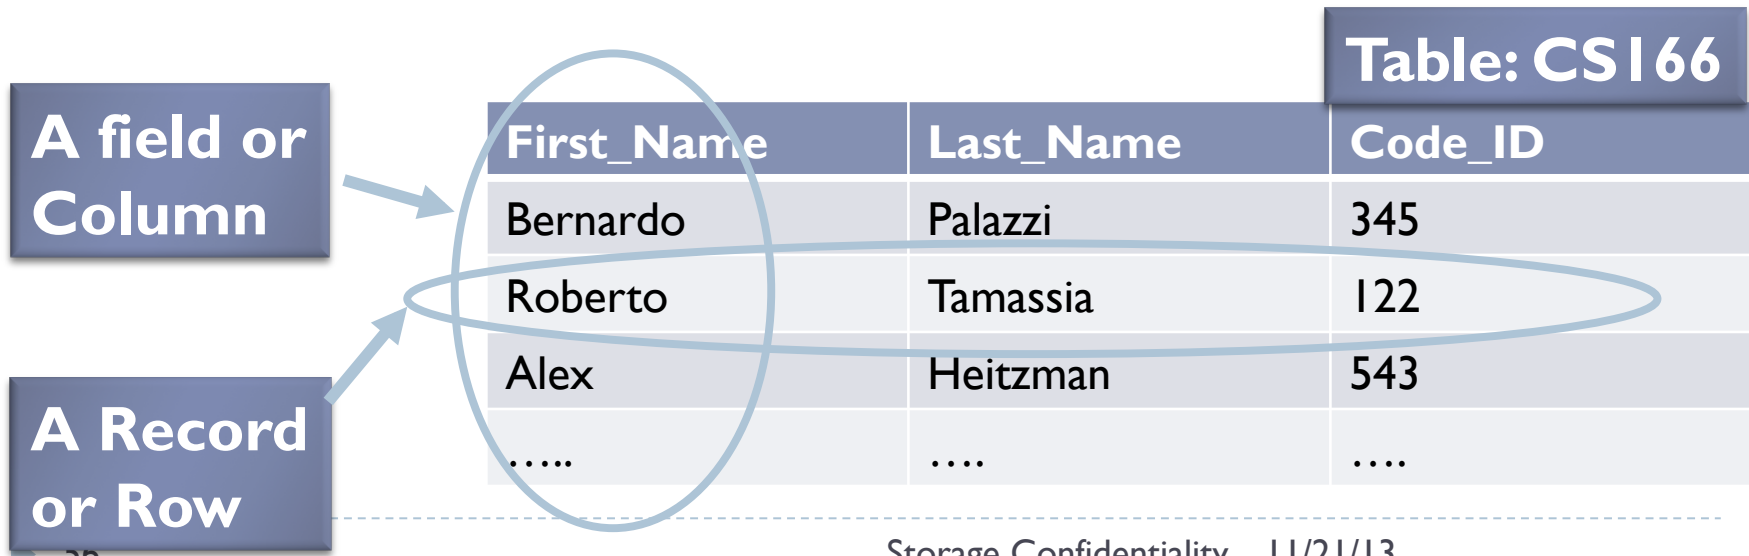 Table: CS166
A field or
Column
First_Name Last_Name Code_ID
Bernardo Palazzi 345
Roberto Tamassia 122
Alex Heitzman 543
A Record
or Row
..... .... ....
Storage Confidentiality 11/21/13